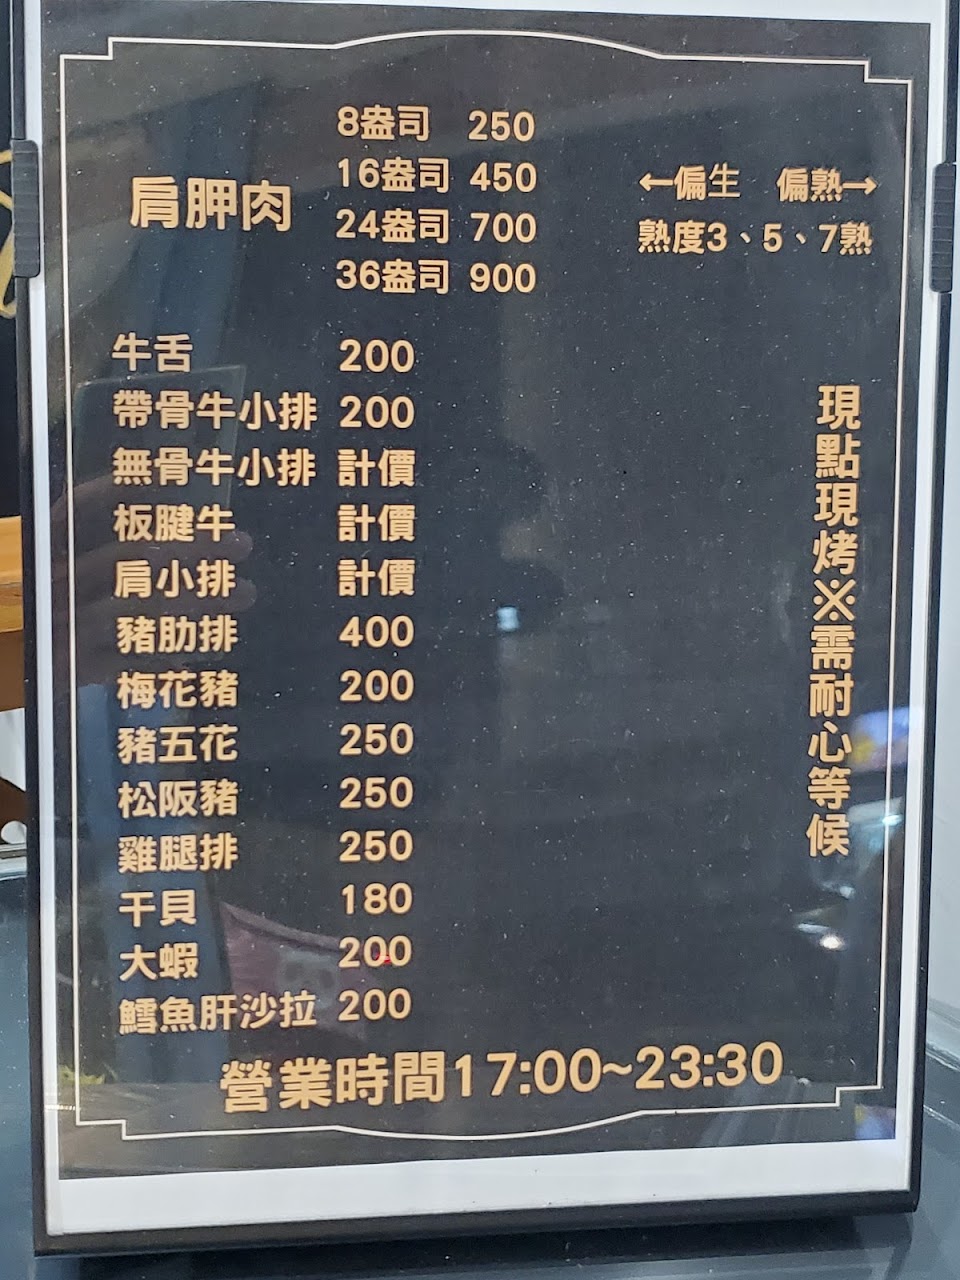 8盎司 250
16盎司 450
肩胛肉
24盎司 700
36盎司 900
←偏生 偏熟→
熟度3、5、7熟
牛舌 200
帶骨牛小排 200
無骨牛小排 計價
板腱牛 計價
肩小排 計價
豬肋排 400
梅花豬 200
豬五花 250
松阪豬 250
雞腿排 250
干貝 180
大蝦 200
鱈魚肝沙拉 200
現點現烤※需耐心等候
營業時間17:00~23:30